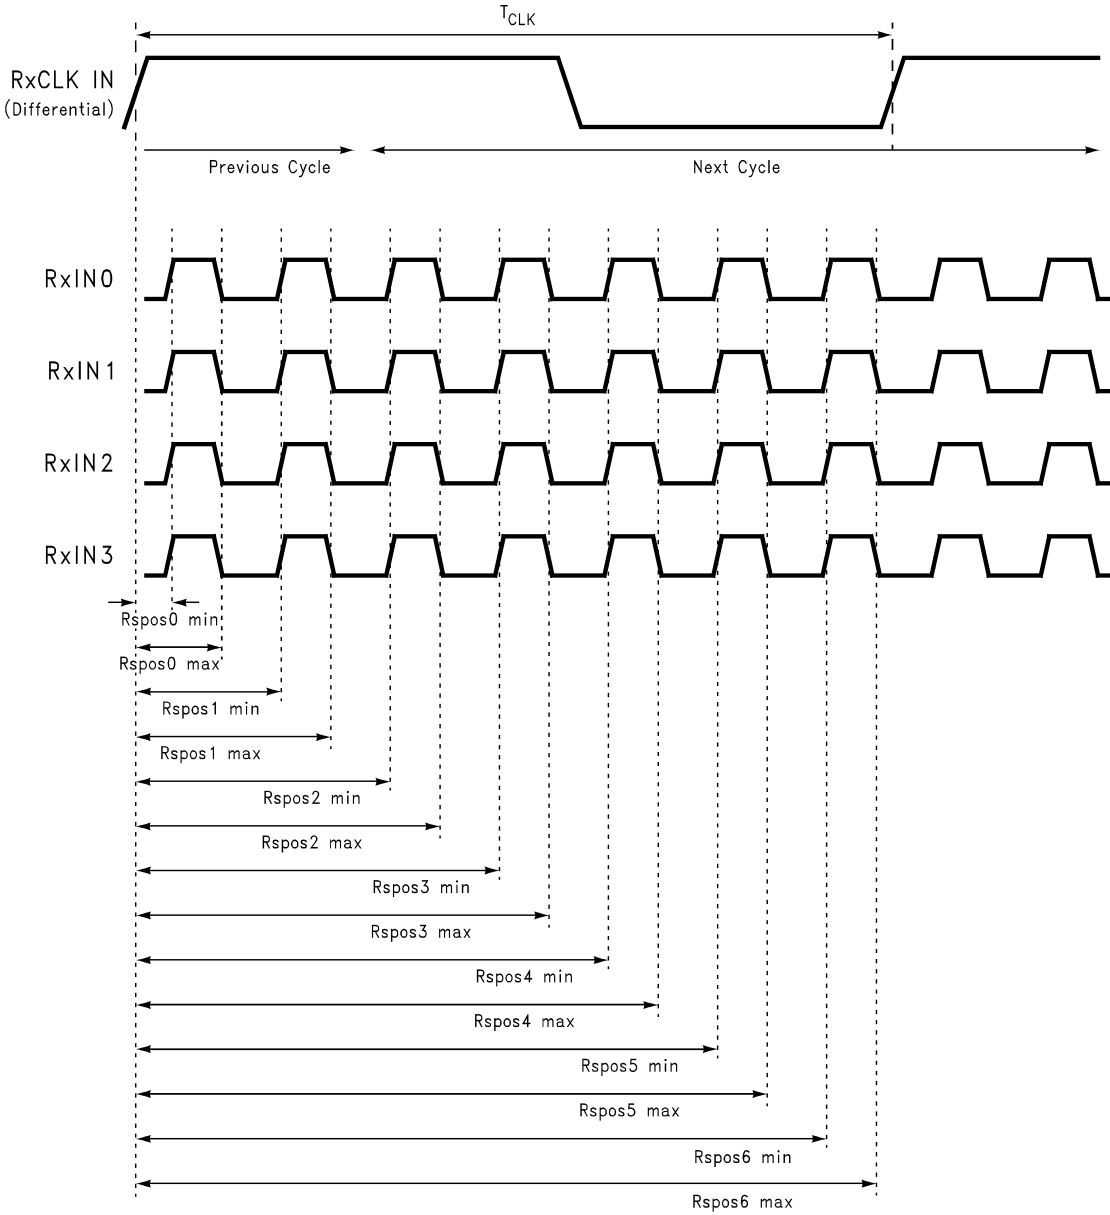 TCLK
RxCLK IN
(Differential)
Previous Cycle
Next Cycle
RxIN0
RxIN1
RxIN2
RxIN3
Rspos0 min
Rspos0 max
Rspos1 min
Rspos1 max
Rspos2 min
Rspos2 max
Rspos3 min
Rspos3 max
Rspos4 min
Rspos4 max
Rspos5 min
Rspos5 max
Rspos6 min
Rspos6 max